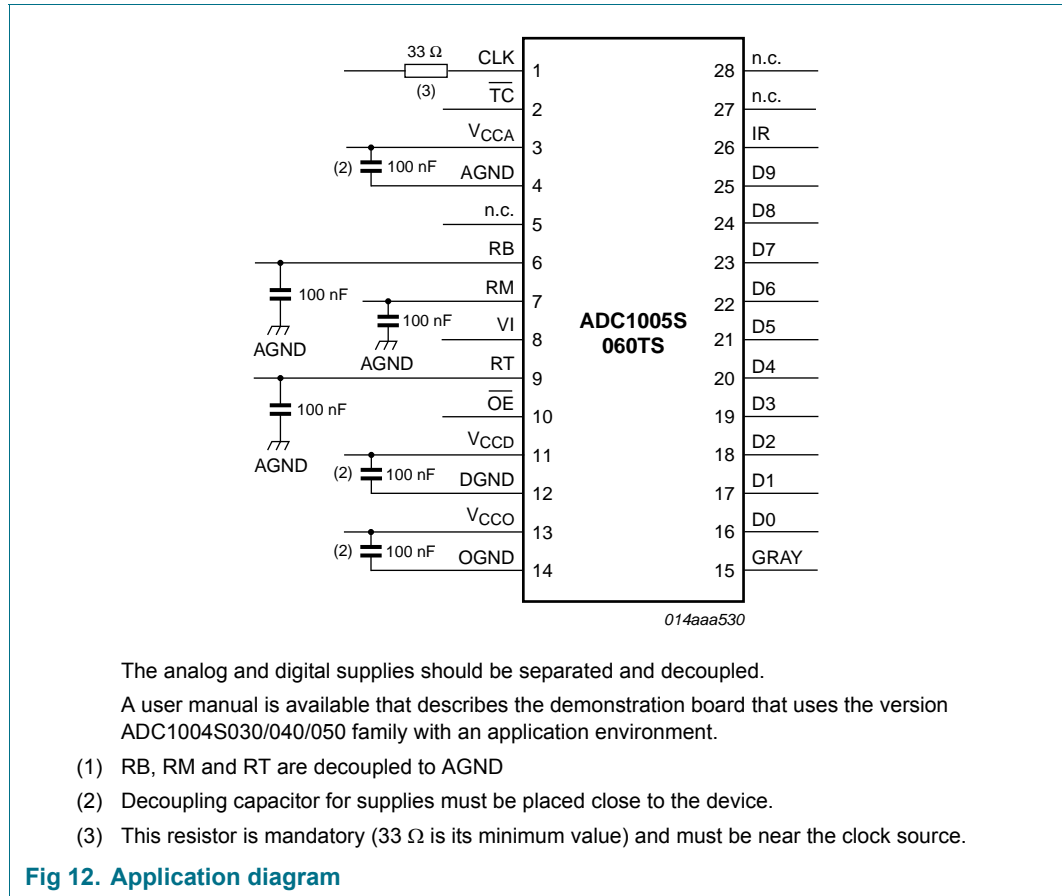 33 Ω CLK 1 28 n.c.
(3) T̅C̅ 2 27 n.c.
VCCA 3 26 IR
(2) 100 nF AGND 4 25 D9
n.c. 5 24 D8
RB 6 23 D7
100 nF RM 7 22 D6
AGND 100 nF VI 8 21 D5
AGND RT 9 20 D4
100 nF O̅E̅ 10 19 D3
AGND VCCD 11 18 D2
(2) 100 nF DGND 12 17 D1
VCCO 13 16 D0
(2) 100 nF OGND 14 15 GRAY
ADC1005S
060TS
014aaa530
The analog and digital supplies should be separated and decoupled.
A user manual is available that describes the demonstration board that uses the version
ADC1004S030/040/050 family with an application environment.
(1) RB, RM and RT are decoupled to AGND
(2) Decoupling capacitor for supplies must be placed close to the device.
(3) This resistor is mandatory (33 Ω is its minimum value) and must be near the clock source.
Fig 12. Application diagram